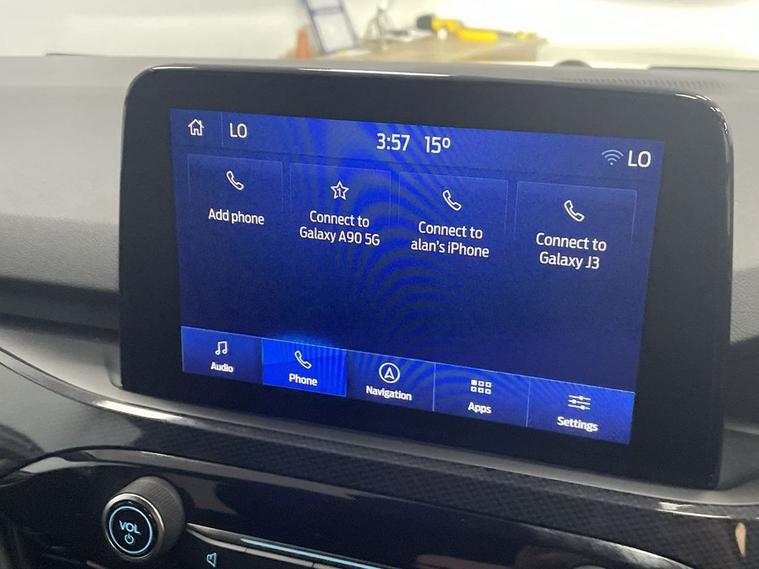 LO
3:57 15º
LO
Add phone
1
Connect to
Galaxy A90 5G
Connect to
alan's iPhone
Connect to
Galaxy J3
Audio
Phone
Navigation
Apps
Settings
VOL